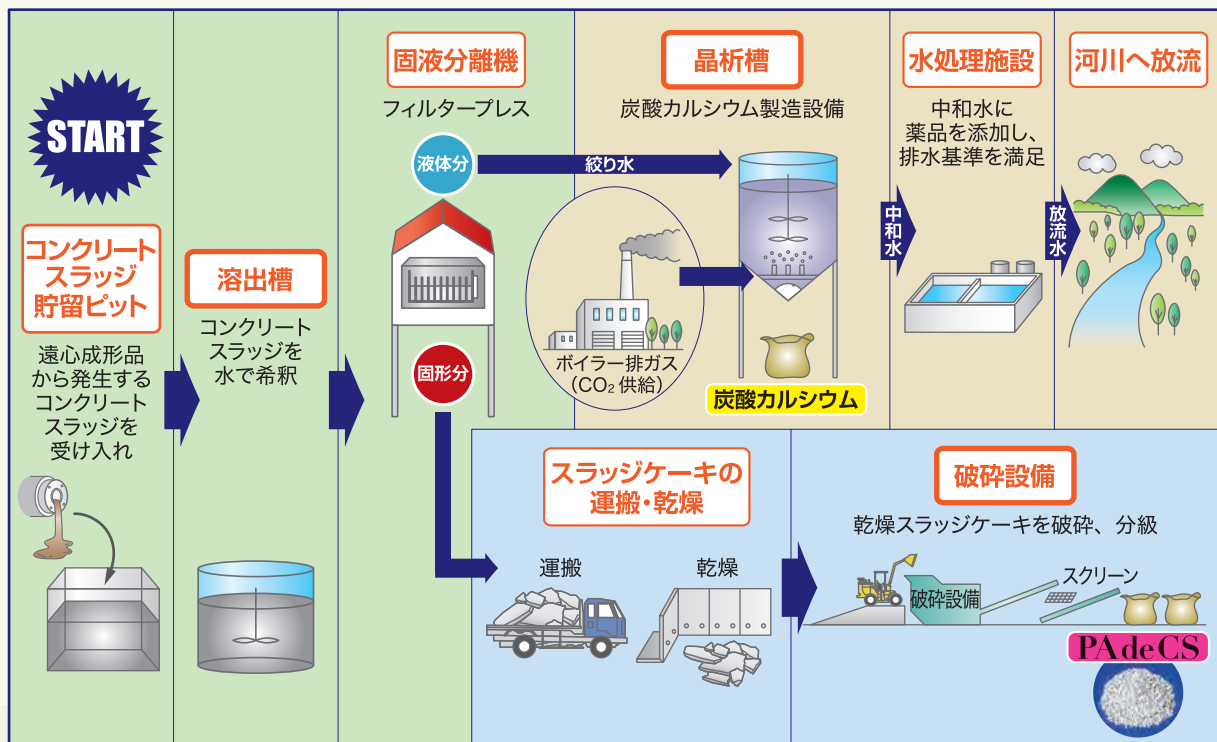 START
コンクリート
スラッジ
貯留ピット
遠心成形品
から発生する
コンクリート
スラッジを
受け入れ
溶出槽
コンクリート
スラッジを
水で希釈
固液分離機
フィルタープレス
液体分
絞り水
固形分
晶析槽
炭酸カルシウム製造設備
ボイラー排ガス
（CO₂ 供給）
炭酸カルシウム
中和水
水処理施設
中和水に
薬品を添加し、
排水基準を満足
放流水
河川へ放流
スラッジケーキの
運搬・乾燥
運搬
乾燥
破砕設備
乾燥スラッジケーキを破砕、分級
破砕設備
スクリーン
PAdeCS